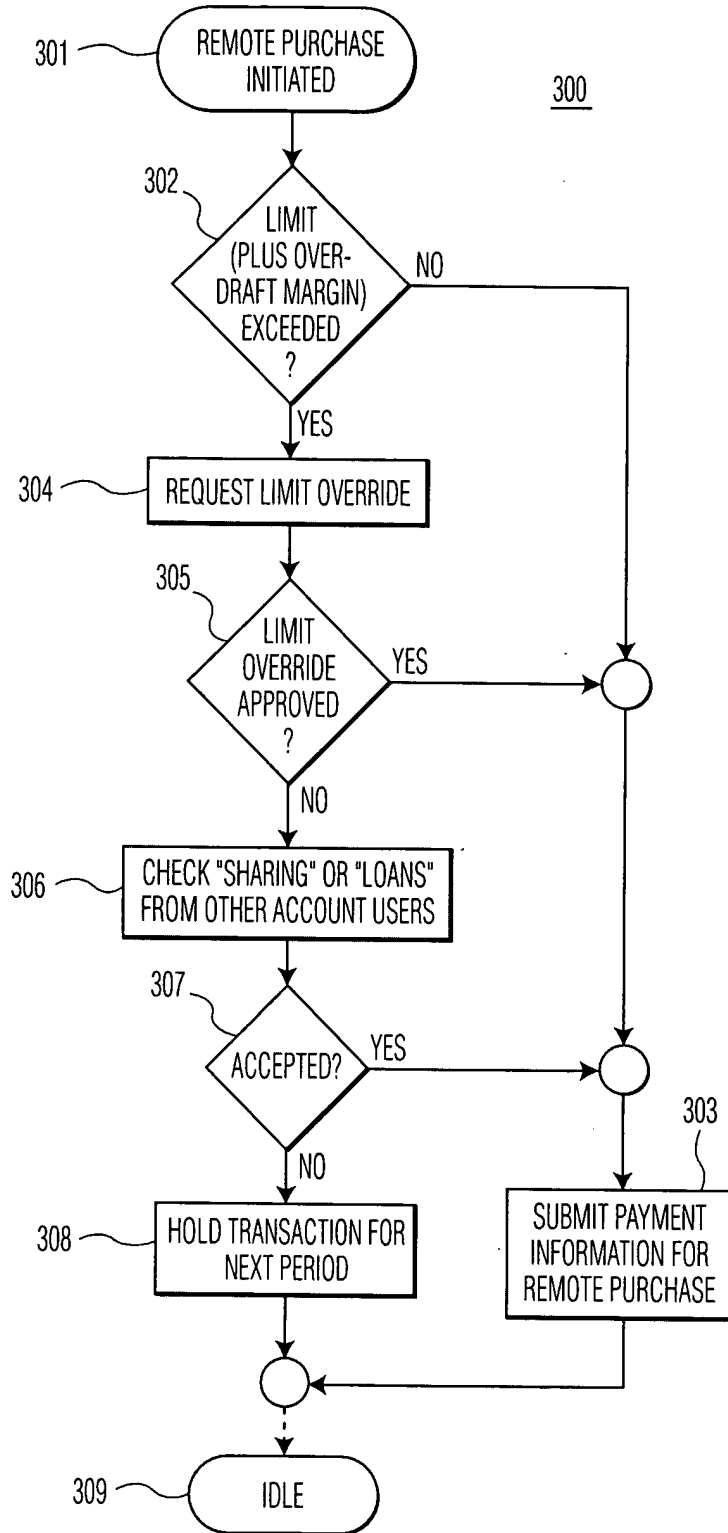 301
REMOTE PURCHASE
INITIATED
300
302
LIMIT
(PLUS OVER-
DRAFT MARGIN)
EXCEEDED
?
NO
YES
304
REQUEST LIMIT OVERRIDE
305
LIMIT
OVERRIDE
APPROVED
?
YES
NO
306
CHECK "SHARING" OR "LOANS"
FROM OTHER ACCOUNT USERS
307
ACCEPTED?
YES
NO
303
308
HOLD TRANSACTION FOR
NEXT PERIOD
SUBMIT PAYMENT
INFORMATION FOR
REMOTE PURCHASE
309
IDLE